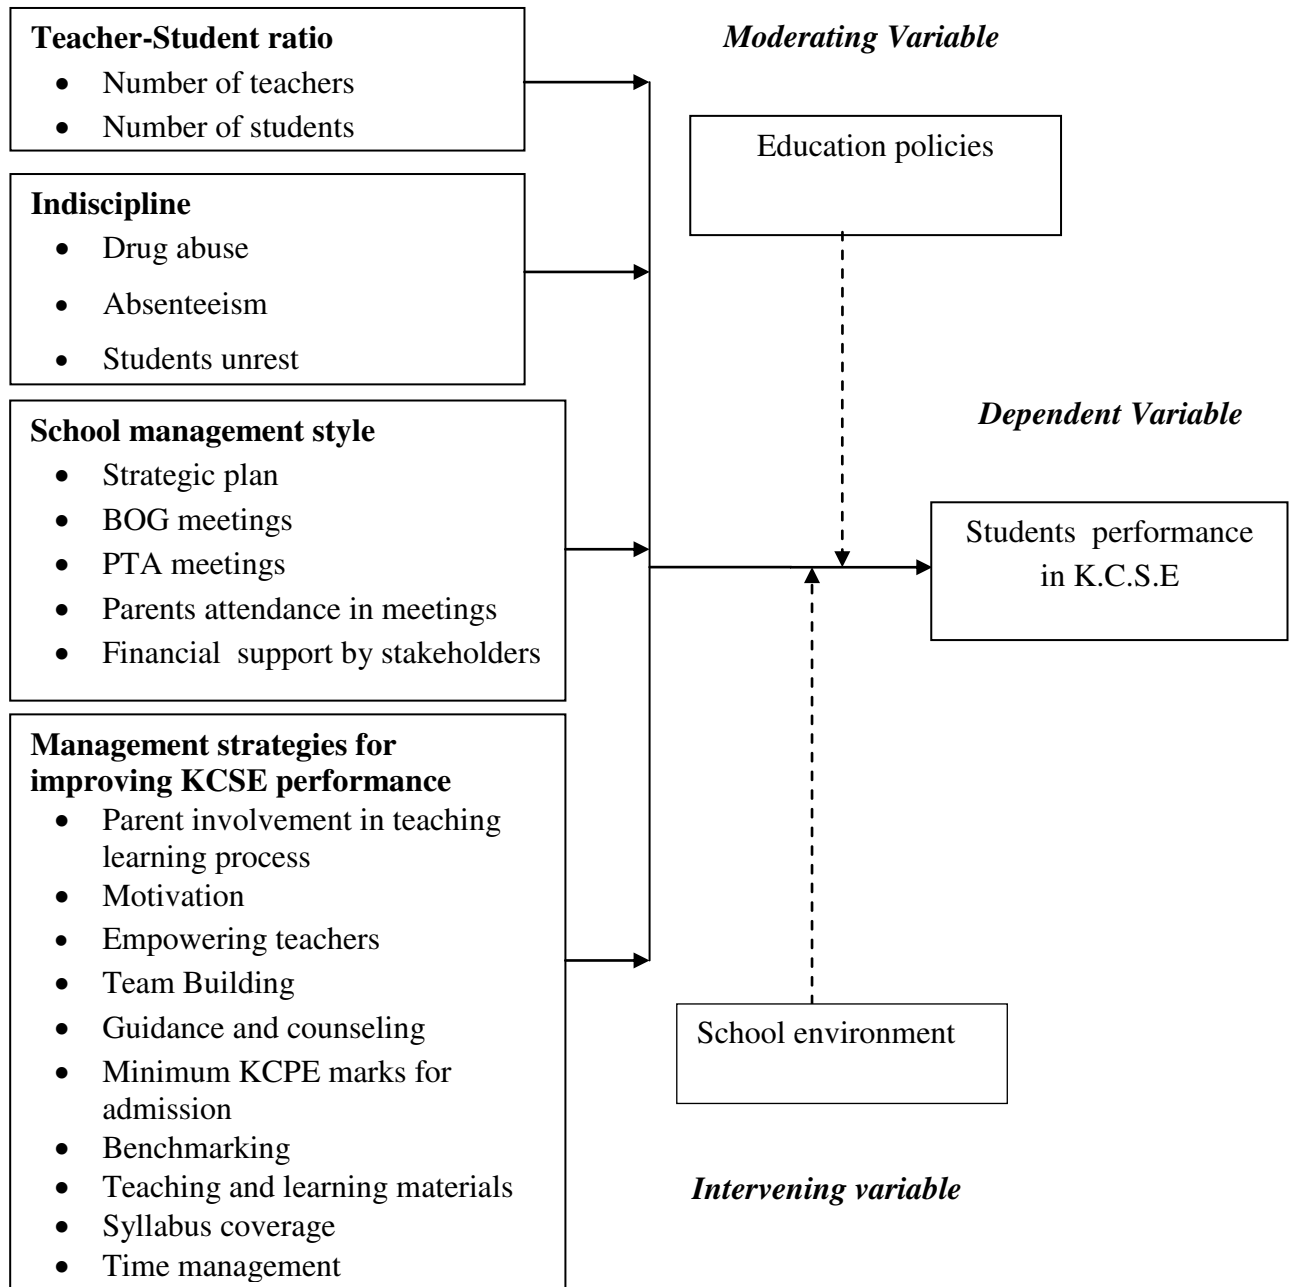 Teacher-Student ratio
• Number of teachers
• Number of students
Indiscipline
• Drug abuse
• Absenteeism
• Students unrest
School management style
• Strategic plan
• BOG meetings
• PTA meetings
• Parents attendance in meetings
• Financial support by stakeholders
Management strategies for
improving KCSE performance
• Parent involvement in teaching
learning process
• Motivation
• Empowering teachers
• Team Building
• Guidance and counseling
• Minimum KCPE marks for
admission
• Benchmarking
• Teaching and learning materials
• Syllabus coverage
• Time management
Moderating Variable
Education policies
Dependent Variable
Students performance
in K.C.S.E
School environment
Intervening variable